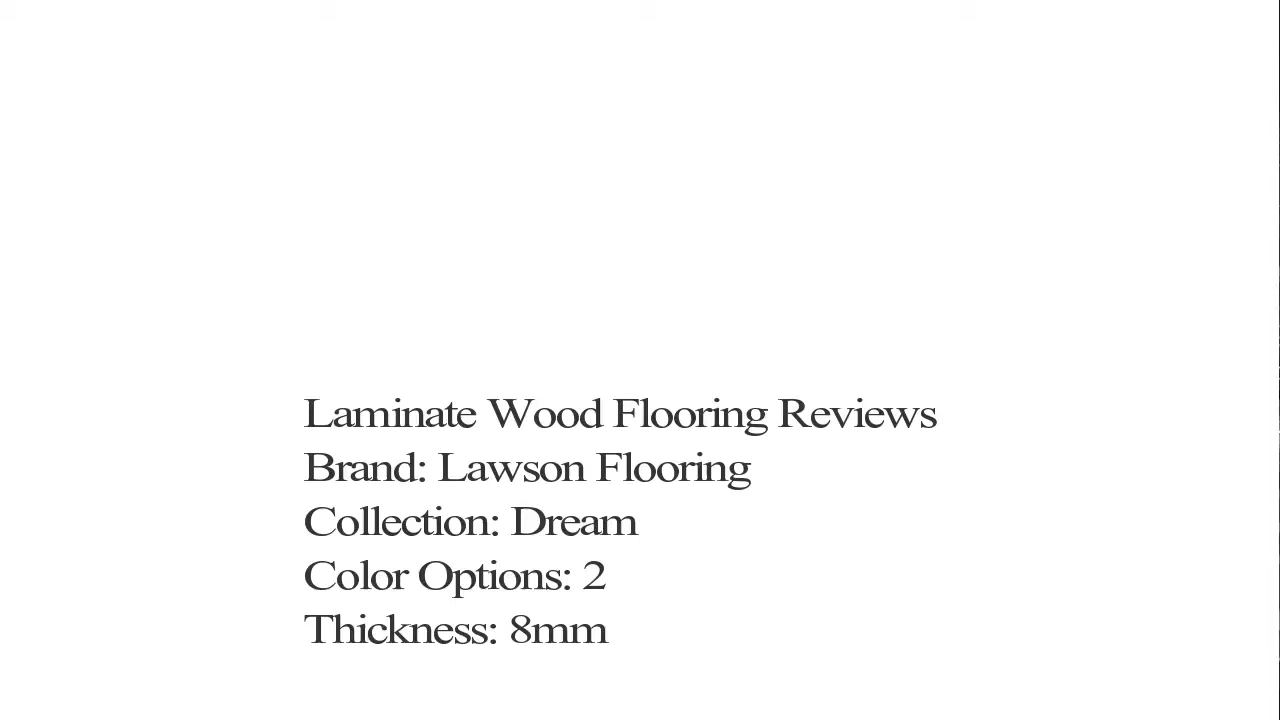 Laminate Wood Flooring Reviews
Brand: Lawson Flooring
Collection: Dream
Color Options: 2
Thickness: 8mm